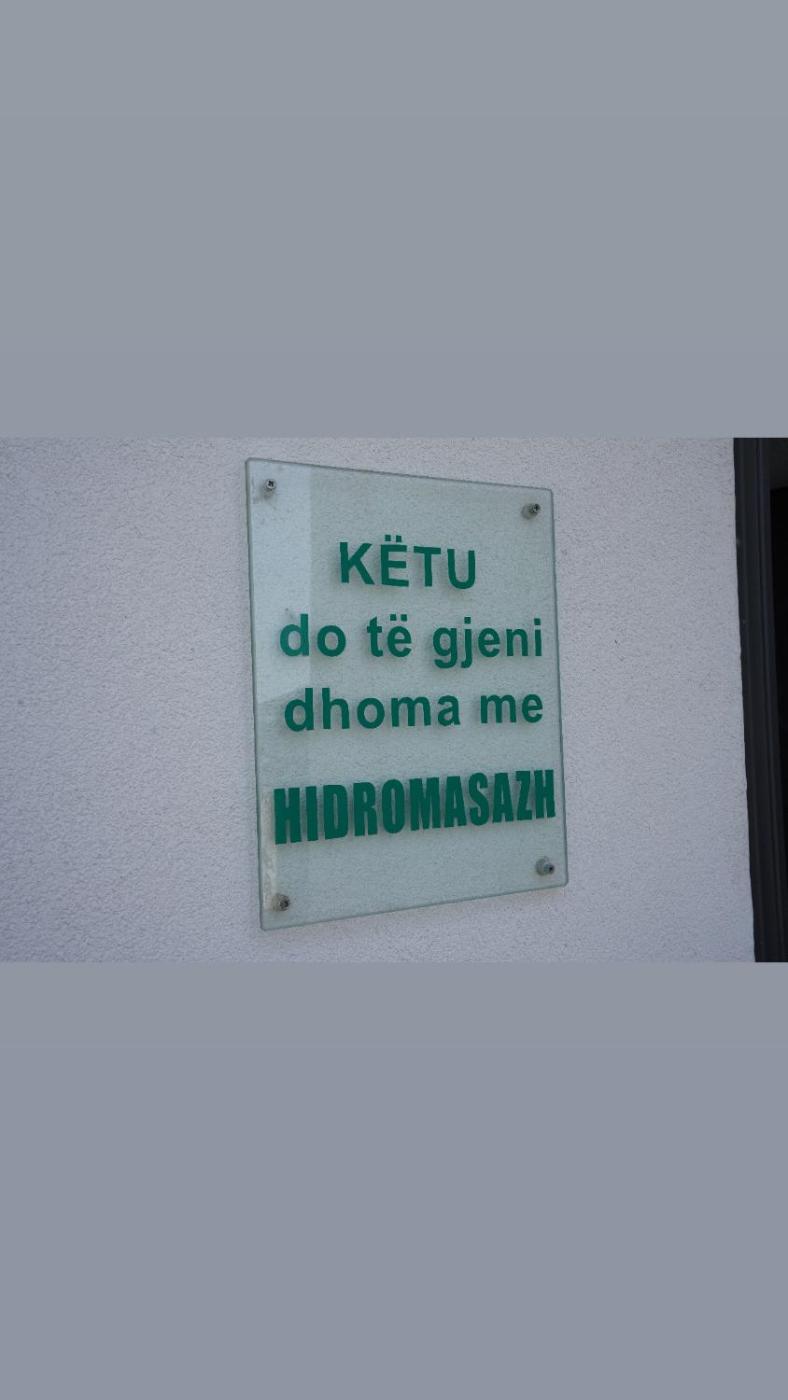 KËTU
do të gjeni
dhoma me
HIDROMASAZH